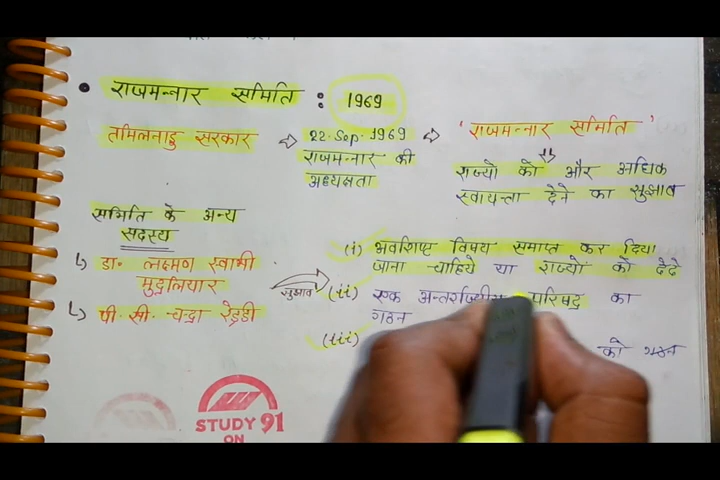 राजमन्नार समिति : 1969
तमिलनाडु सरकार ⇨ 22-Sep-1969 ⇨ 'राजमन्नार समिति'
राजमन्नार की
अध्यक्षता
राज्यों को और अधिक
स्वायत्ता देने का सुझाव
समिति के अन्य
सदस्य
डा० लक्ष्मण स्वामी
मुद्रालियार
पी. सी. चन्द्रा रेड्डी
सुझाव
(i) अवशिष्ट विषय समाप्त कर दिया
जाना चाहिये या राज्यों को देदे
(ii) एक अन्तर्राज्यीय परिषद का
गठन
(iii) को गठन
STUDY 91
ON